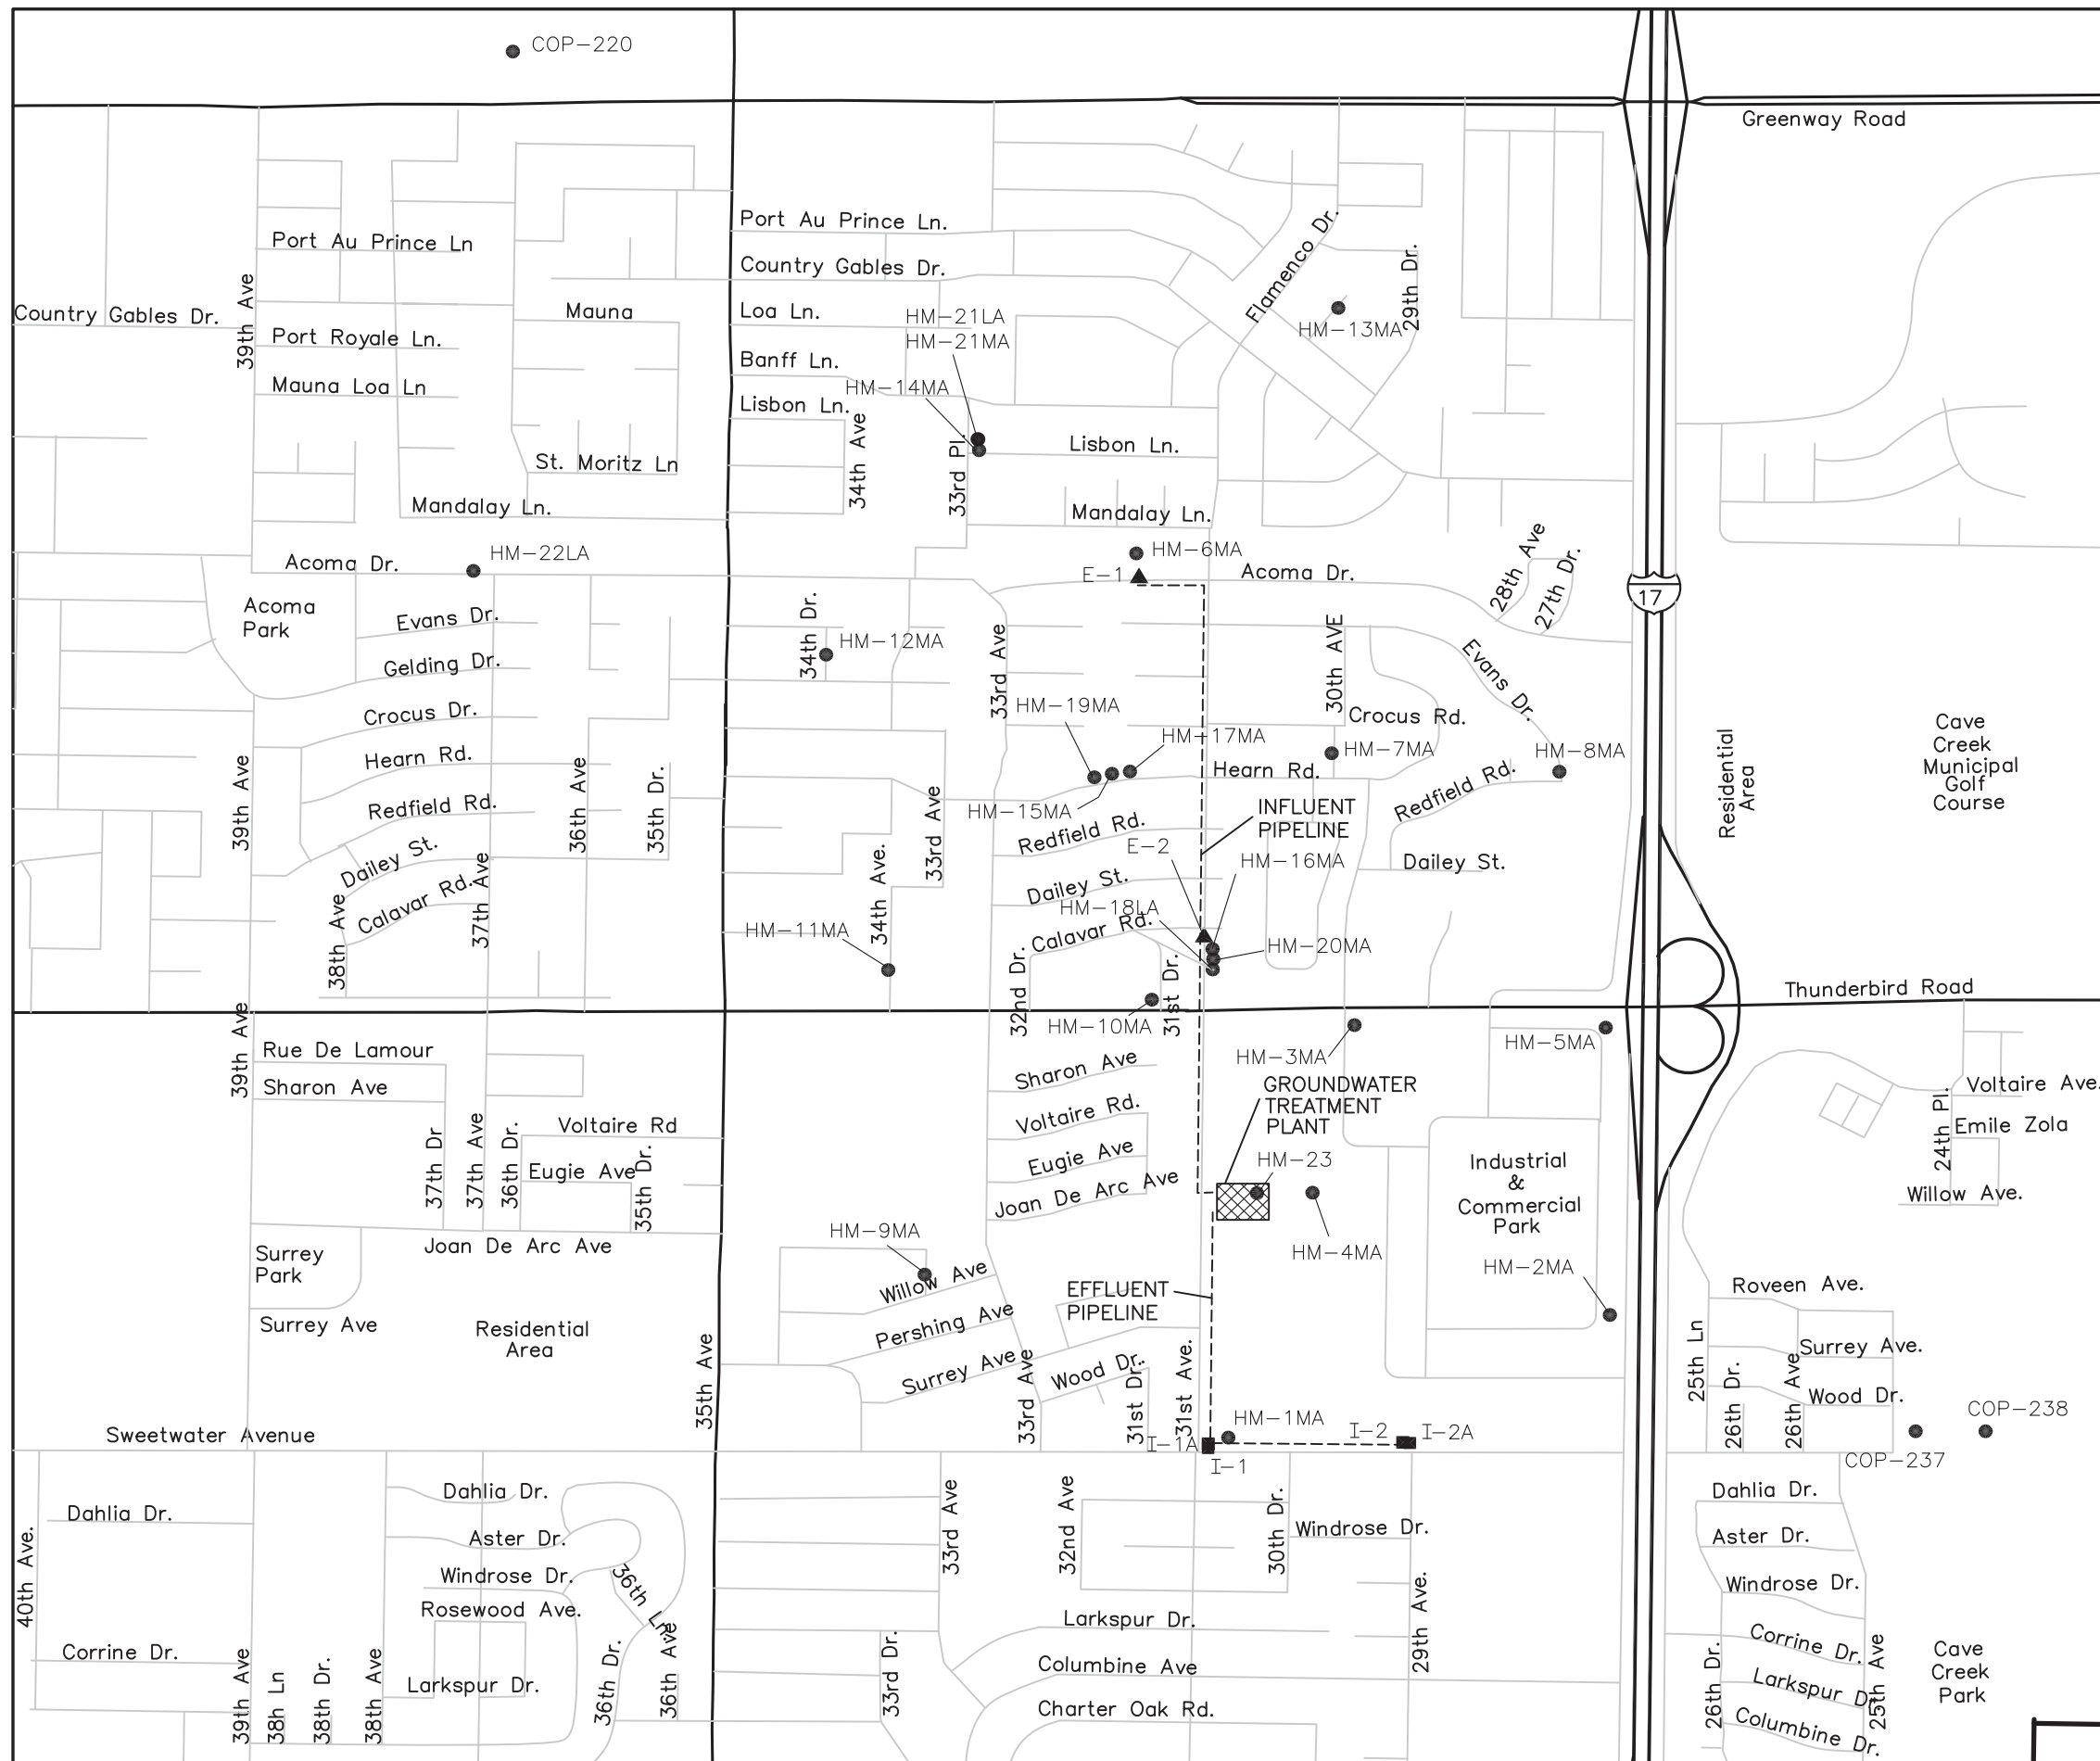 COP-220
Greenway Road
Port Au Prince Ln
Port Au Prince Ln.
Country Gables Dr.
Flamenco Dr.
29th Dr.
39th Ave
Country Gables Dr.
Mauna
Loa Ln.
HM-21LA
HM-21MA
HM-13MA
Port Royale Ln.
Banff Ln.
Mauna Loa Ln
HM-14MA
Lisbon Ln.
34th Ave
33rd Pl.
Lisbon Ln.
St. Moritz Ln
Mandalay Ln.
Mandalay Ln.
Acoma Dr.
HM-22LA
HM-6MA
E-1
Acoma Dr.
28th Ave
27th Dr.
17
Acoma
Park
Evans Dr.
Gelding Dr.
34th Dr.
HM-12MA
33rd Ave
30th AVE
Evans Dr.
Crocus Dr.
HM-19MA
Crocus Rd.
HM-17MA
HM-7MA
HM-8MA
Residential
Area
Cave
Creek
Municipal
Golf
Course
Hearn Rd.
39th Ave
36th Ave
35th Dr.
Hearn Rd.
Redfield Rd.
HM-15MA
INFLUENT
PIPELINE
Redfield Rd.
33rd Ave
Redfield Rd.
E-2
HM-16MA
Dailey St.
Dailey St.
37th Ave
34th Ave.
Dailey St.
HM-18LA
Calavar Rd.
38th Ave
HM-11MA
Calavar Rd.
HM-20MA
32nd Dr.
31st Dr.
Thunderbird Road
HM-10MA
HM-3MA
HM-5MA
39th Ave
Rue De Lamour
Sharon Ave
Sharon Ave
GROUNDWATER
TREATMENT
PLANT
Voltaire Ave.
24th Pl.
Emile Zola
37th Dr
37th Ave
36th Dr.
Voltaire Rd
Voltaire Rd.
Eugie Ave
35th Dr.
Eugie Ave
HM-23
Industrial
&
Commercial
Park
Joan De Arc Ave
Willow Ave.
Joan De Arc Ave
HM-9MA
HM-4MA
Surrey
Park
HM-2MA
Willow Ave
EFFLUENT
PIPELINE
Roveen Ave.
Surrey Ave
Residential
Area
35th Ave
Pershing Ave
Surrey Ave
33rd Ave
Wood Dr.
31st Dr.
31st Ave.
25th Ln
26th Dr.
26th Ave
Surrey Ave.
Wood Dr.
COP-238
COP-237
Sweetwater Avenue
HM-1MA
I-2
I-2A
I-1A
I-1
Dahlia Dr.
Dahlia Dr.
Dahlia Dr.
40th Ave.
Aster Dr.
33rd Ave
32nd Ave
30th Dr.
Windrose Dr.
Aster Dr.
Windrose Dr.
36th Ln.
Windrose Dr.
Rosewood Ave.
29th Ave.
Larkspur Dr.
Corrine Dr.
Corrine Dr.
39th Ave
38h Ln
38th Dr.
38th Ave
Larkspur Dr.
36th Dr.
36th Ave
33rd Dr.
Columbine Ave
Charter Oak Rd.
26th Dr.
Larkspur Dr.
Columbine Dr.
25th Ave
Cave
Creek
Park